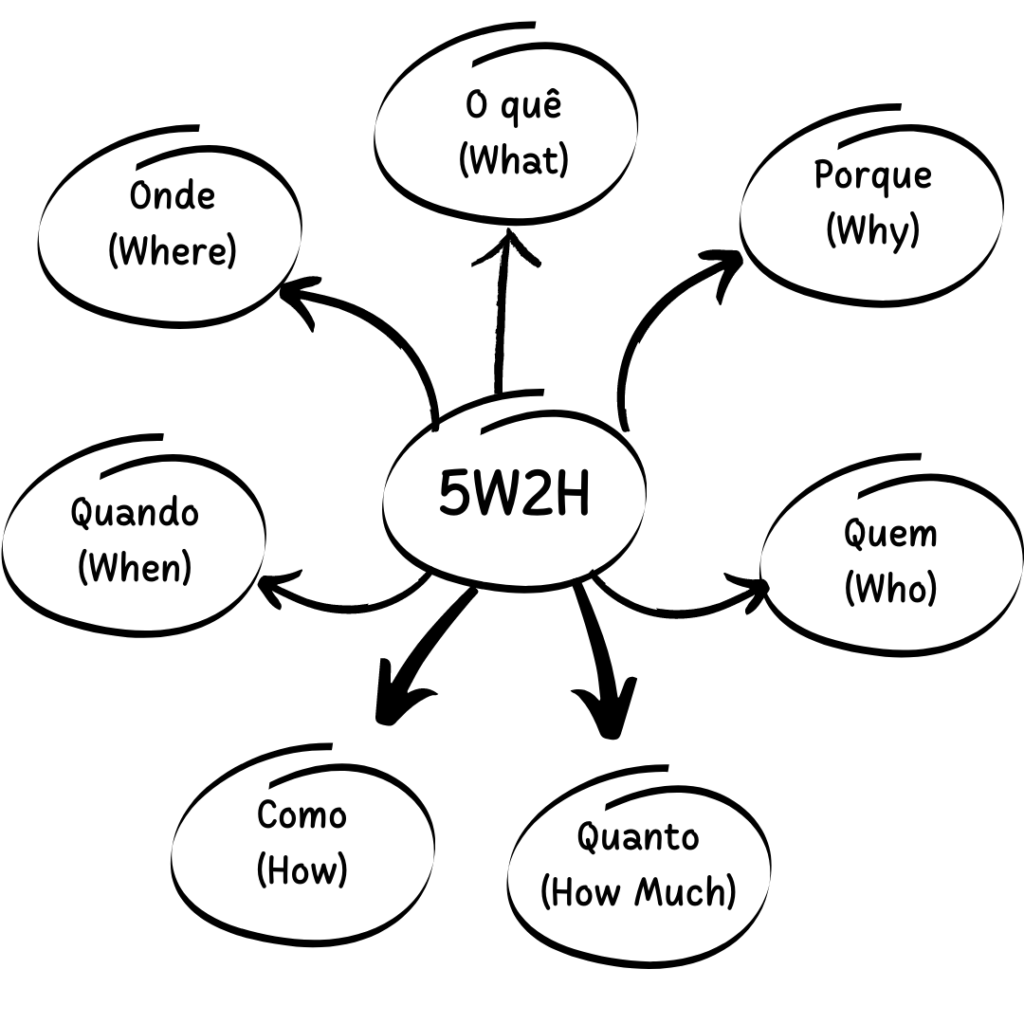 O quê
(What)
Porque
(Why)
Onde
(Where)
5W2H
Quando
(When)
Quem
(Who)
Como
(How)
Quanto
(How Much)